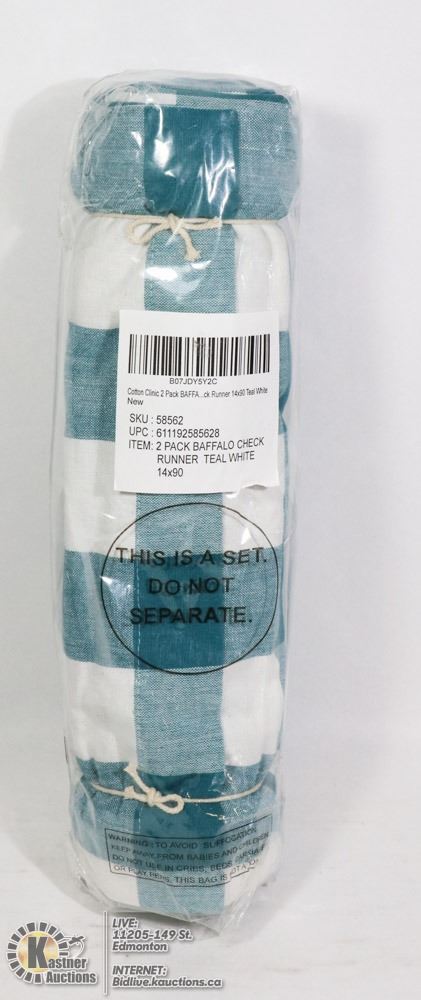 B07JDY5Y2C
Cotton Clinic 2 Pack BAFFA...ck Runner 14x90 Teal White
New
SKU : 58562
UPC : 611192585628
ITEM: 2 PACK BAFFALO CHECK
RUNNER TEAL WHITE
14x90
THIS IS A SET.
DO NOT
SEPARATE.
WARNING: TO AVOID SUFFOCATION
KEEP AWAY FROM BABIES AND CHILDREN
DO NOT USE IN CRIBS, BEDS,
OR PLAY PENS. THIS BAG IS NOT A
Kastner
Auctions
LIVE:
11205-149 St.
Edmonton
INTERNET:
Bidlive.kauctions.ca